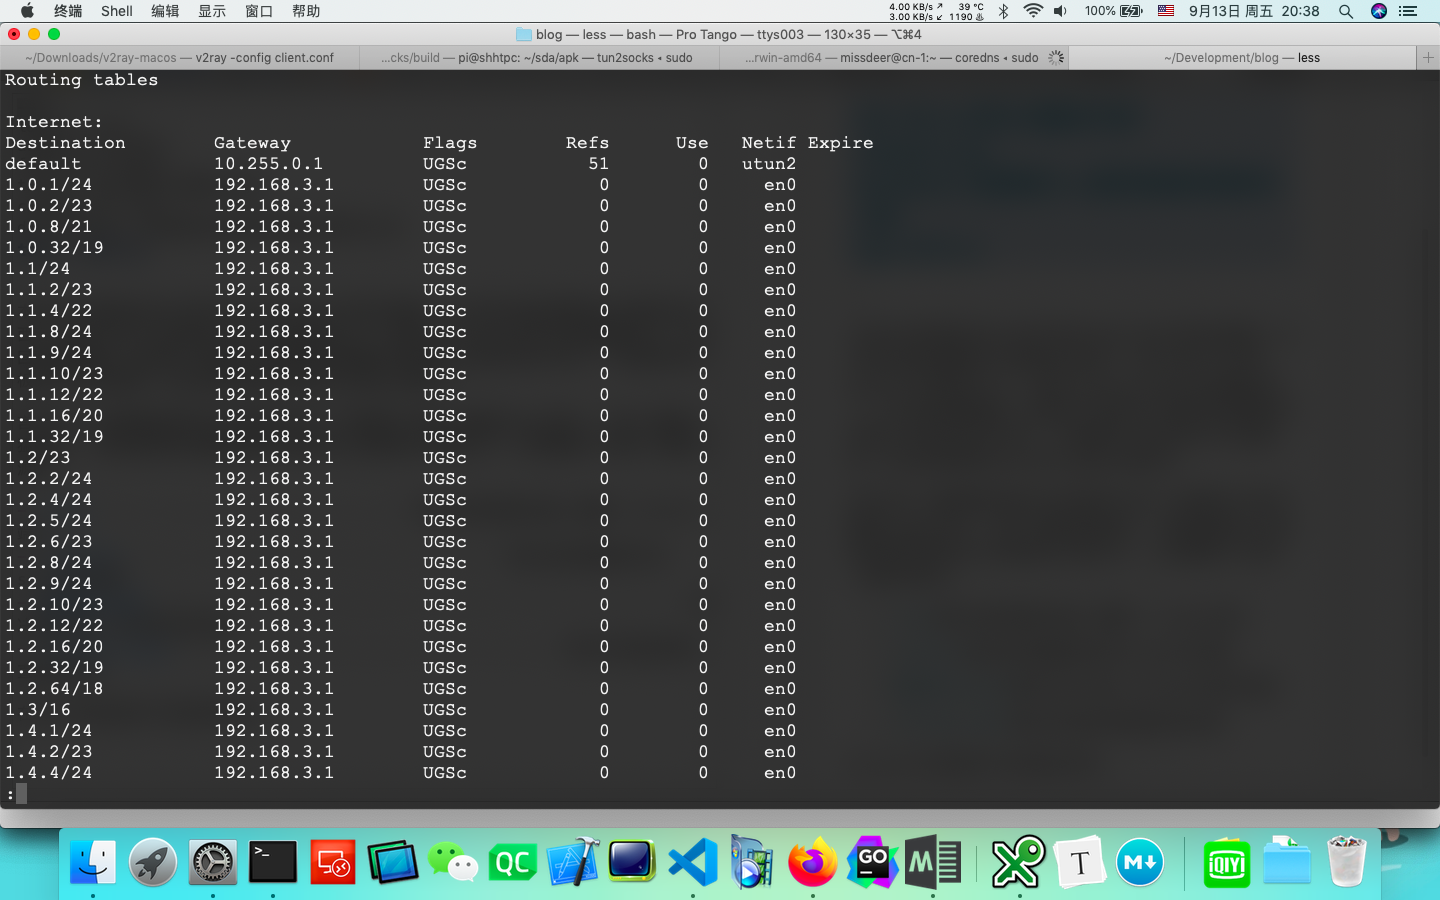 终端 Shell 编辑 显示 窗口 帮助 4.00 KB/s 39 °C 3.00 KB/s 1190 100% 9月13日 周五 20:38
blog — less — bash — Pro Tango — ttys003 — 130×35 — ⌥⌘4
~/Downloads/v2ray-macos — v2ray -config client.conf ...cks/build — pi@shhtpc: ~/sda/apk — tun2socks ◂ sudo ...rwin-amd64 — missdeer@cn-1:~ — coredns ◂ sudo ~/Development/blog — less
Routing tables
Internet:
Destination Gateway Flags Refs Use Netif Expire
default 10.255.0.1 UGSc 51 0 utun2
1.0.1/24 192.168.3.1 UGSc 0 0 en0
1.0.2/23 192.168.3.1 UGSc 0 0 en0
1.0.8/21 192.168.3.1 UGSc 0 0 en0
1.0.32/19 192.168.3.1 UGSc 0 0 en0
1.1/24 192.168.3.1 UGSc 0 0 en0
1.1.2/23 192.168.3.1 UGSc 0 0 en0
1.1.4/22 192.168.3.1 UGSc 0 0 en0
1.1.8/24 192.168.3.1 UGSc 0 0 en0
1.1.9/24 192.168.3.1 UGSc 0 0 en0
1.1.10/23 192.168.3.1 UGSc 0 0 en0
1.1.12/22 192.168.3.1 UGSc 0 0 en0
1.1.16/20 192.168.3.1 UGSc 0 0 en0
1.1.32/19 192.168.3.1 UGSc 0 0 en0
1.2/23 192.168.3.1 UGSc 0 0 en0
1.2.2/24 192.168.3.1 UGSc 0 0 en0
1.2.4/24 192.168.3.1 UGSc 0 0 en0
1.2.5/24 192.168.3.1 UGSc 0 0 en0
1.2.6/23 192.168.3.1 UGSc 0 0 en0
1.2.8/24 192.168.3.1 UGSc 0 0 en0
1.2.9/24 192.168.3.1 UGSc 0 0 en0
1.2.10/23 192.168.3.1 UGSc 0 0 en0
1.2.12/22 192.168.3.1 UGSc 0 0 en0
1.2.16/20 192.168.3.1 UGSc 0 0 en0
1.2.32/19 192.168.3.1 UGSc 0 0 en0
1.2.64/18 192.168.3.1 UGSc 0 0 en0
1.3/16 192.168.3.1 UGSc 0 0 en0
1.4.1/24 192.168.3.1 UGSc 0 0 en0
1.4.2/23 192.168.3.1 UGSc 0 0 en0
1.4.4/24 192.168.3.1 UGSc 0 0 en0
:
>_ QC GO M X T M iQIYI